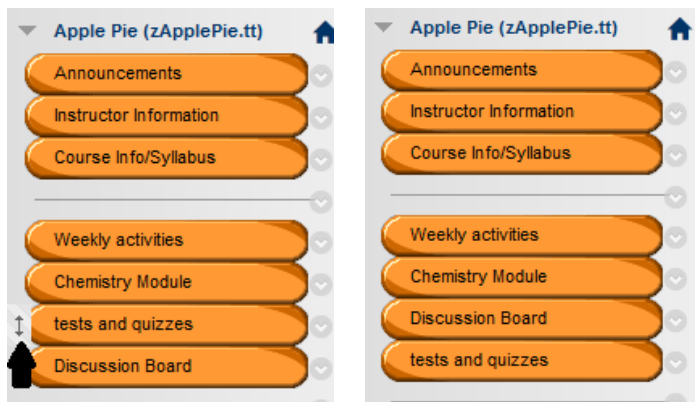 Apple Pie (zApplePie.tt)
Announcements
Instructor Information
Course Info/Syllabus
Weekly activities
Chemistry Module
tests and quizzes
Discussion Board
Apple Pie (zApplePie.tt)
Announcements
Instructor Information
Course Info/Syllabus
Weekly activities
Chemistry Module
Discussion Board
tests and quizzes